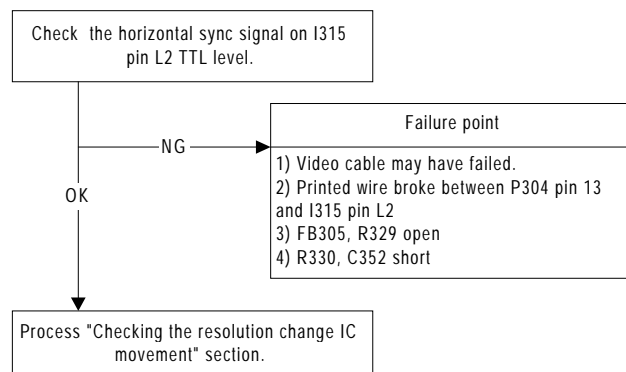 Check the horizontal sync signal on I315
pin L2 TTL level.
NG
Failure point
1) Video cable may have failed.
2) Printed wire broke between P304 pin 13
and I315 pin L2
3) FB305, R329 open
4) R330, C352 short
OK
Process "Checking the resolution change IC
movement" section.